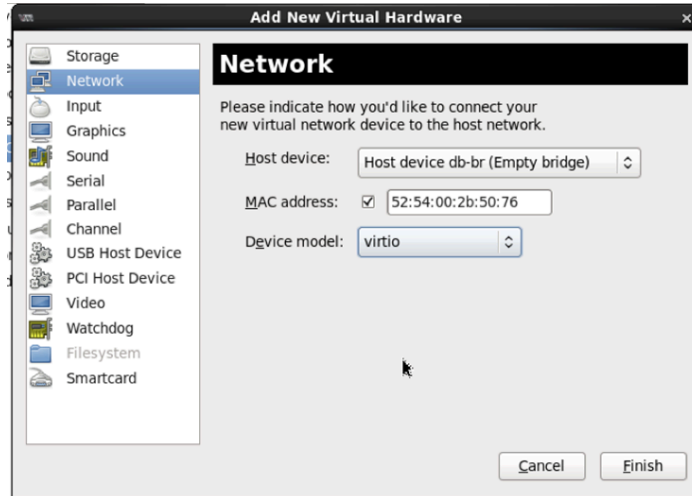 Add New Virtual Hardware
Storage
Network
Input
Graphics
Sound
Serial
Parallel
Channel
USB Host Device
PCI Host Device
Video
Watchdog
Filesystem
Smartcard
Network
Please indicate how you'd like to connect your
new virtual network device to the host network.
Host device: Host device db-br (Empty bridge)
MAC address: 52:54:00:2b:50:76
Device model: virtio
Cancel Finish